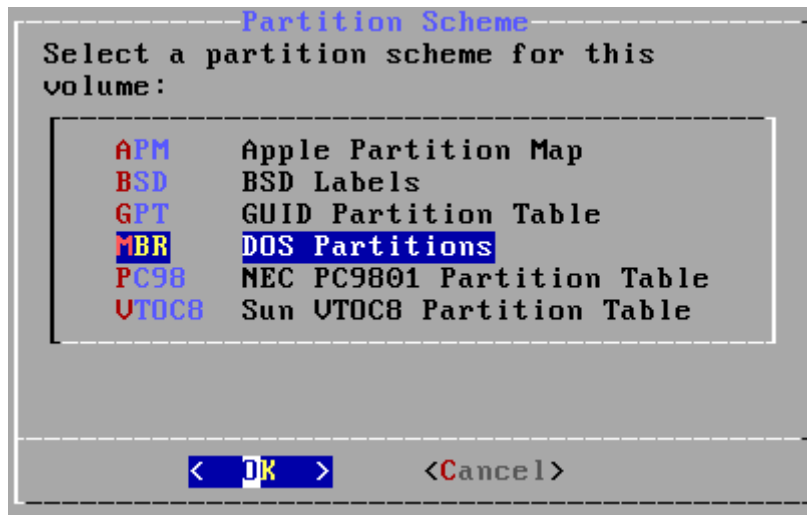 Partition Scheme
Select a partition scheme for this
volume:
APM Apple Partition Map
BSD BSD Labels
GPT GUID Partition Table
MBR DOS Partitions
PC98 NEC PC9801 Partition Table
VTOC8 Sun VTOC8 Partition Table
< OK > <Cancel>